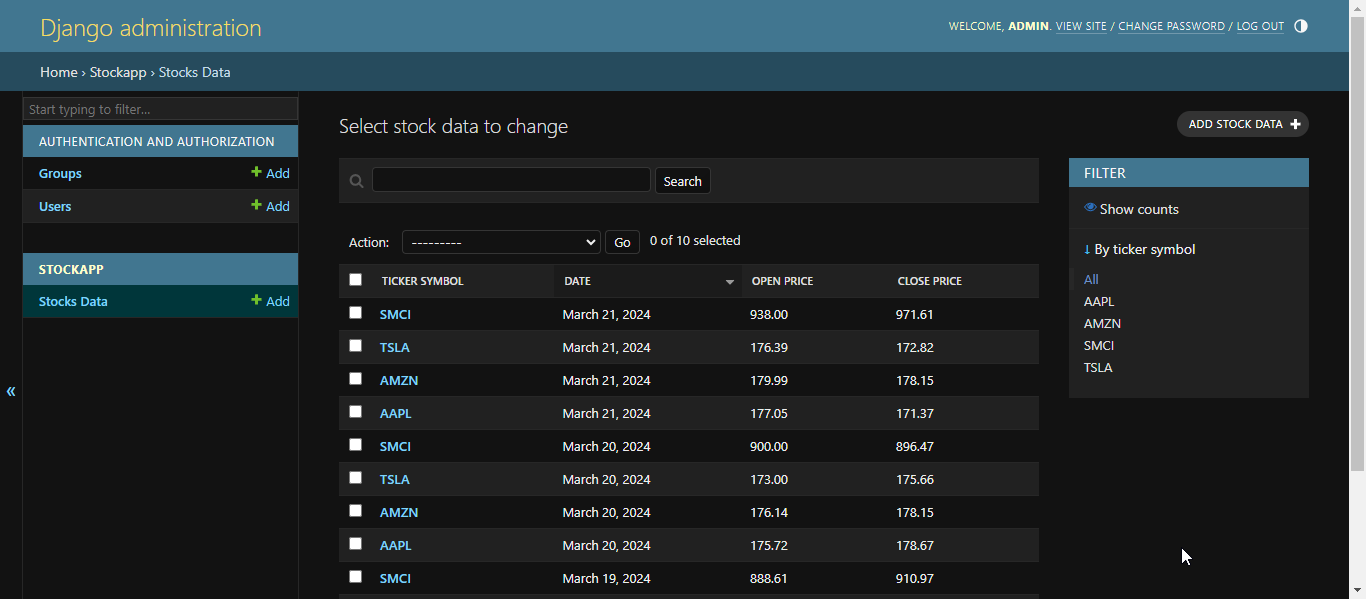 Django administration
WELCOME, ADMIN. VIEW SITE / CHANGE PASSWORD / LOG OUT
Home › Stockapp › Stocks Data
Start typing to filter...
AUTHENTICATION AND AUTHORIZATION
Groups + Add
Users + Add
STOCKAPP
Stocks Data + Add
«
Select stock data to change
ADD STOCK DATA +
Search
Action: --------- Go 0 of 10 selected
TICKER SYMBOL DATE OPEN PRICE CLOSE PRICE
SMCI March 21, 2024 938.00 971.61
TSLA March 21, 2024 176.39 172.82
AMZN March 21, 2024 179.99 178.15
AAPL March 21, 2024 177.05 171.37
SMCI March 20, 2024 900.00 896.47
TSLA March 20, 2024 173.00 175.66
AMZN March 20, 2024 176.14 178.15
AAPL March 20, 2024 175.72 178.67
SMCI March 19, 2024 888.61 910.97
FILTER
Show counts
↓ By ticker symbol
All
AAPL
AMZN
SMCI
TSLA